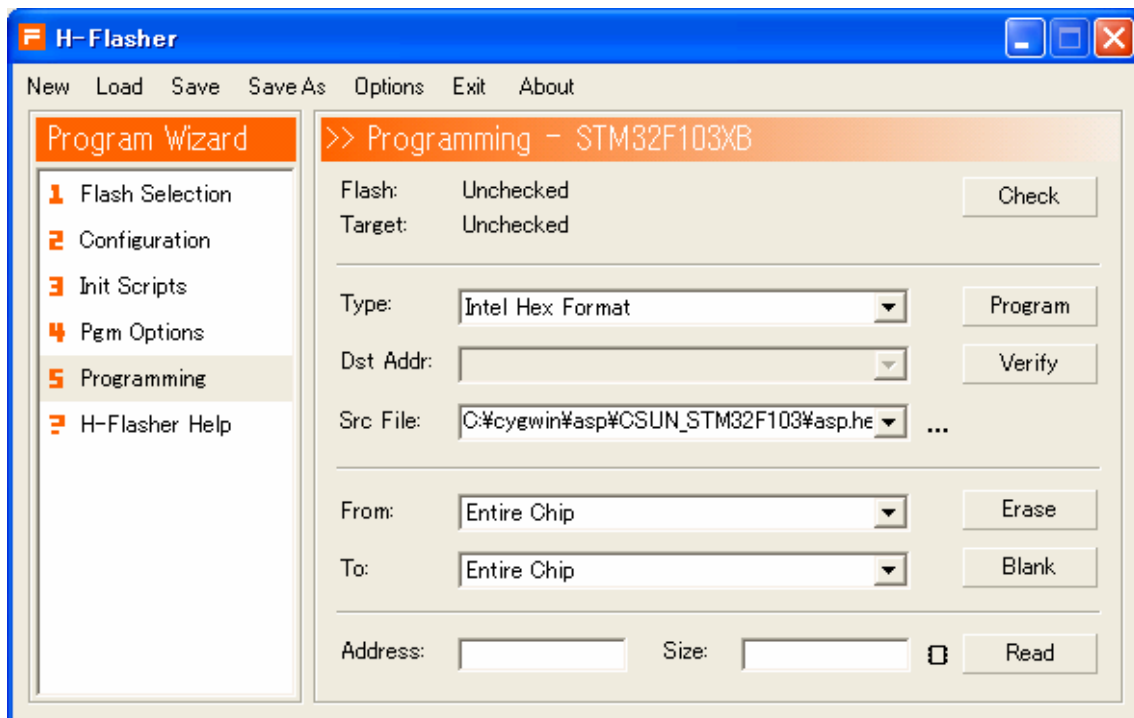 H-Flasher
New Load Save Save As Options Exit About
Program Wizard
1 Flash Selection
2 Configuration
3 Init Scripts
4 Pgm Options
5 Programming
? H-Flasher Help
>> Programming - STM32F103XB
Flash: Unchecked Check
Target: Unchecked
Type: Intel Hex Format Program
Dst Addr: Verify
Src File: C:¥cygwin¥asp¥CSUN_STM32F103¥asp.he ...
From: Entire Chip Erase
To: Entire Chip Blank
Address: Size: Read